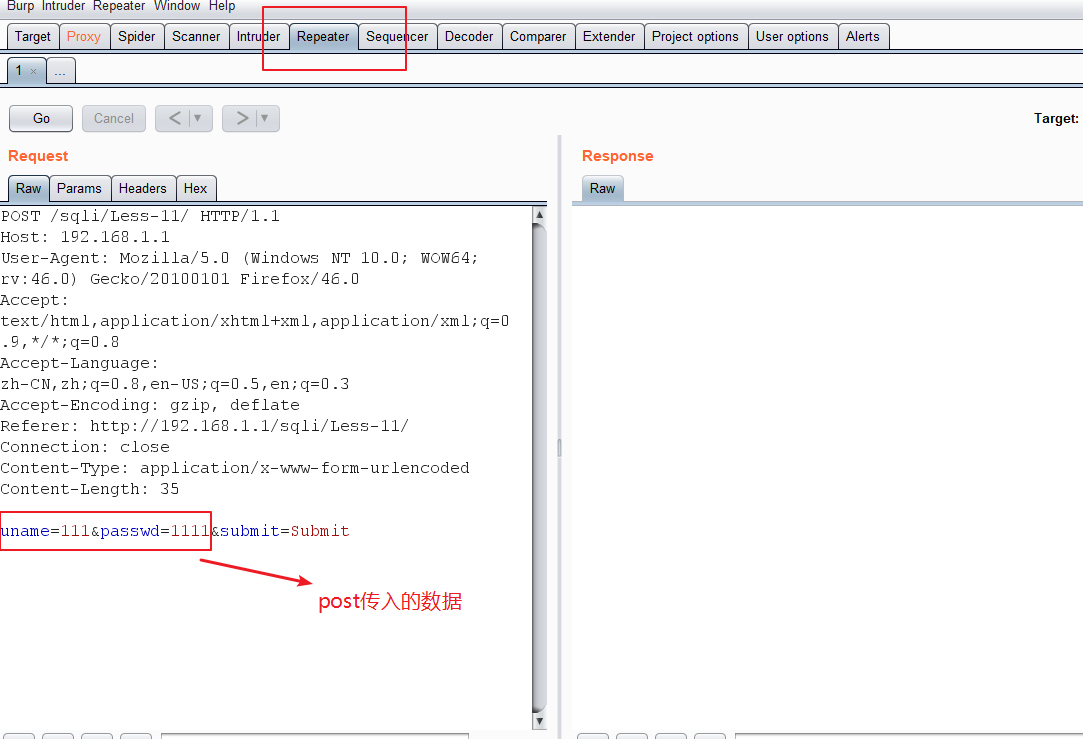 Burp Intruder Repeater Window Help
Target Proxy Spider Scanner Intruder Repeater Sequencer Decoder Comparer Extender Project options User options Alerts
1 × ...
Go Cancel < ▼ > ▼ Target:
Request
Raw Params Headers Hex
POST /sqli/Less-11/ HTTP/1.1
Host: 192.168.1.1
User-Agent: Mozilla/5.0 (Windows NT 10.0; WOW64;
rv:46.0) Gecko/20100101 Firefox/46.0
Accept:
text/html,application/xhtml+xml,application/xml;q=0
.9,*/*;q=0.8
Accept-Language:
zh-CN,zh;q=0.8,en-US;q=0.5,en;q=0.3
Accept-Encoding: gzip, deflate
Referer: http://192.168.1.1/sqli/Less-11/
Connection: close
Content-Type: application/x-www-form-urlencoded
Content-Length: 35
uname=111&passwd=1111&submit=Submit
post传入的数据
Response
Raw